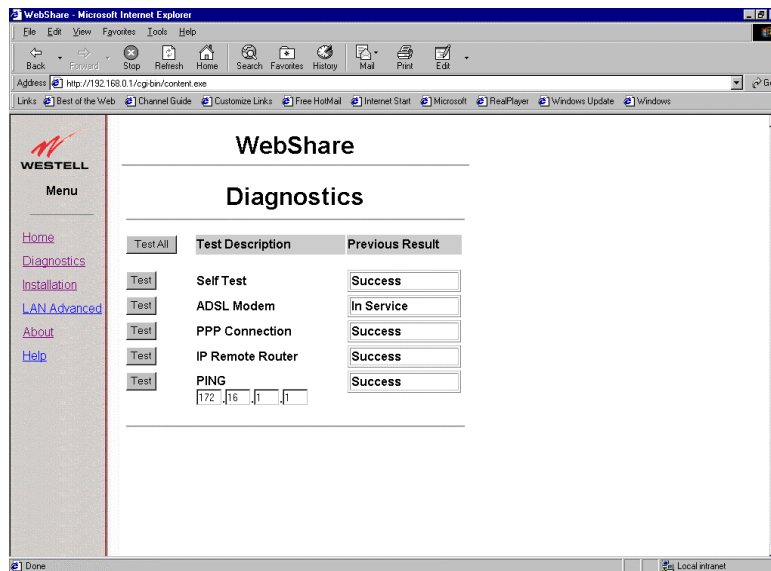 WebShare - Microsoft Internet Explorer
File Edit View Favorites Tools Help
Back Forward Stop Refresh Home Search Favorites History Mail Print Edit
Address http://192.168.0.1/cgi-bin/content.exe
Links Best of the Web Channel Guide Customize Links Free HotMail Internet Start Microsoft RealPlayer Windows Update Windows
WESTELL
Menu
Home
Diagnostics
Installation
LAN Advanced
About
Help
WebShare
Diagnostics
Test All Test Description Previous Result
Test Self Test Success
Test ADSL Modem In Service
Test PPP Connection Success
Test IP Remote Router Success
Test PING Success
172 . 16 . 1 . 1
Done Local intranet